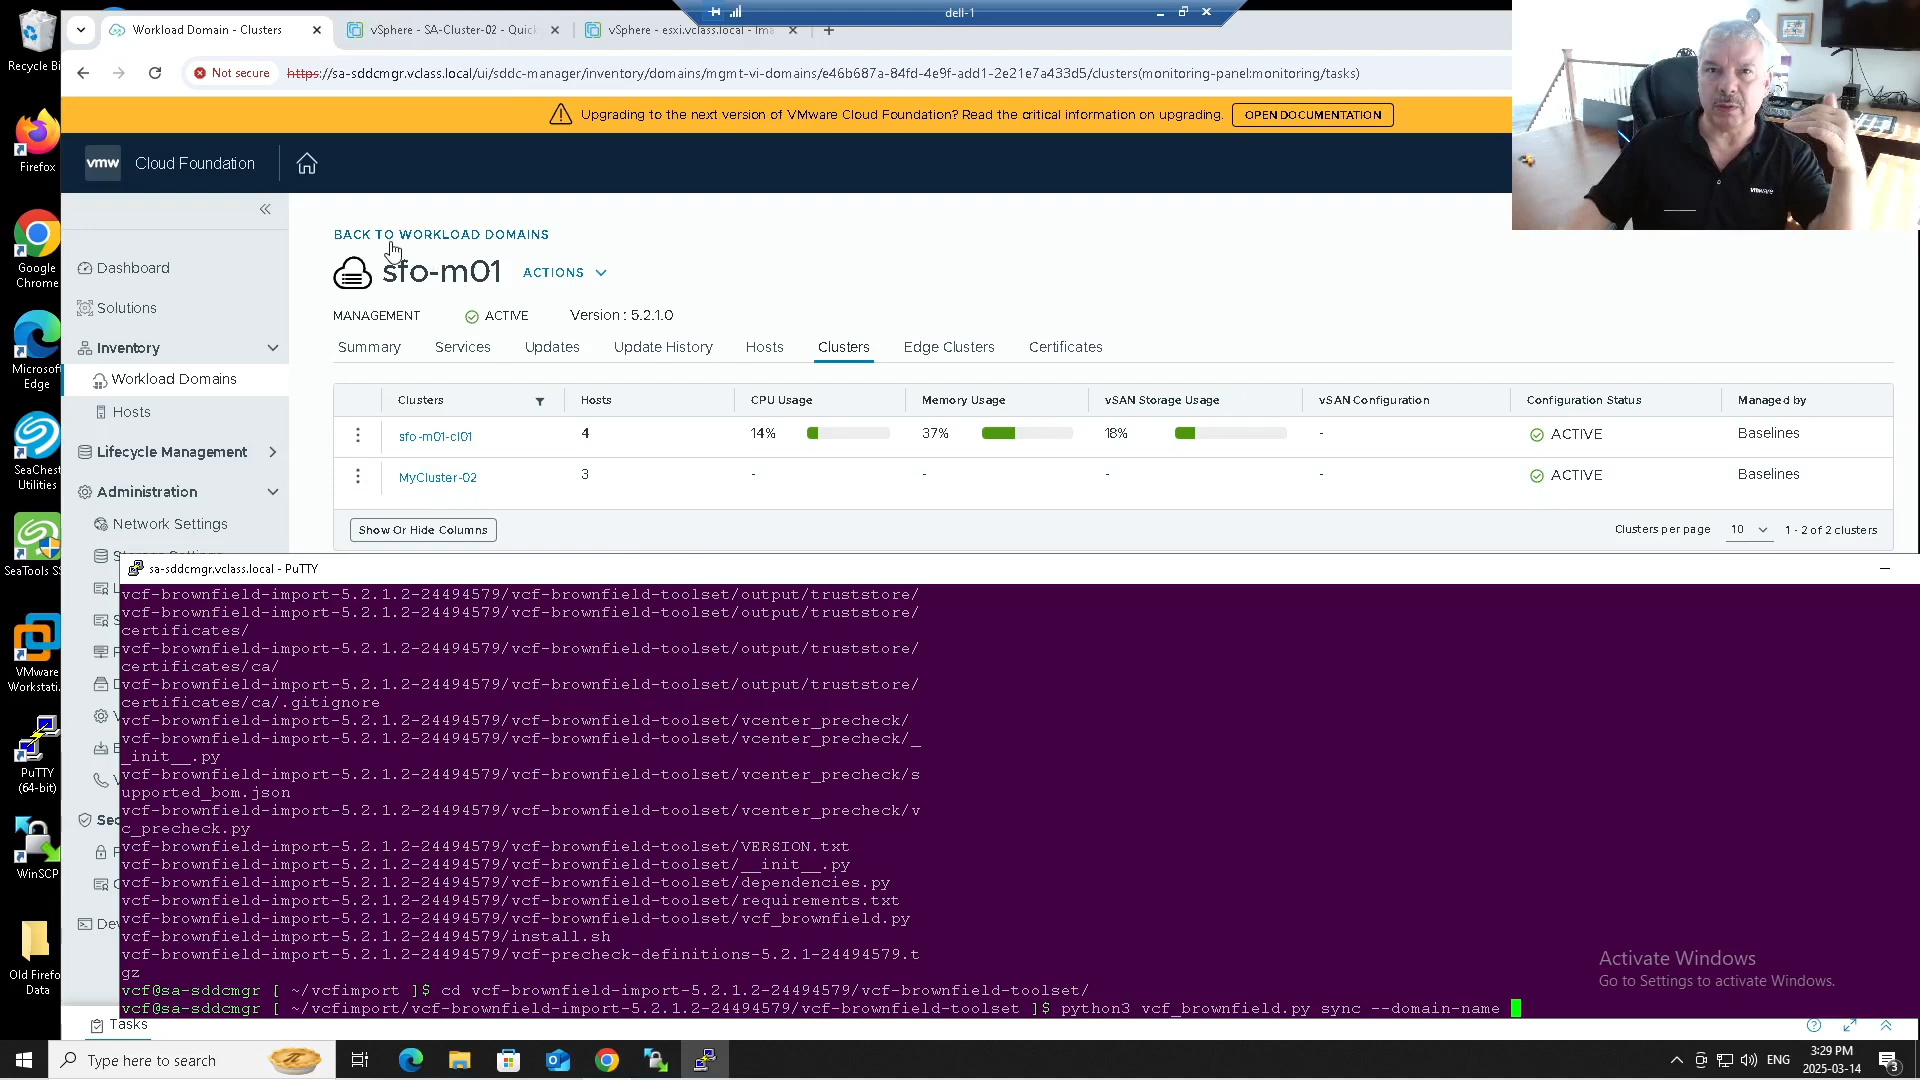 dell-1
Recycle Bi
Firefox
Google
Chrome
Microsof
Edge
SeaChest
Utilities
SeaTools S
VMware
Workstati.
PuTTY
(64-bit)
WinSCP
Old Firefo
Data
Workload Domain - Clusters
vSphere - SA-Cluster-02 - Quick
vSphere - esxi.vclass.local - Ima
Not secure
https://sa-sddcmgr.vclass.local/ui/sddc-manager/inventory/domains/mgmt-vi-domains/e46b687a-84fd-4e9f-add1-2e21e7a433d5/clusters(monitoring-panel:monitoring/tasks)
Upgrading to the next version of VMware Cloud Foundation? Read the critical information on upgrading.
OPEN DOCUMENTATION
vmw
Cloud Foundation
Dashboard
Solutions
Inventory
Workload Domains
Hosts
Lifecycle Management
Administration
Network Settings
BACK TO WORKLOAD DOMAINS
sfo-m01
ACTIONS
MANAGEMENT
ACTIVE
Version : 5.2.1.0
Summary
Services
Updates
Update History
Hosts
Clusters
Edge Clusters
Certificates
Clusters Hosts CPU Usage Memory Usage vSAN Storage Usage vSAN Configuration Configuration Status Managed by
sfo-m01-cl01 4 14% 37% 18% - ACTIVE Baselines
MyCluster-02 3 - - - - ACTIVE Baselines
Show Or Hide Columns
Clusters per page 10 1 - 2 of 2 clusters
vmware
sa-sddcmgr.vclass.local - PuTTY
vcf-brownfield-import-5.2.1.2-24494579/vcf-brownfield-toolset/output/truststore/
vcf-brownfield-import-5.2.1.2-24494579/vcf-brownfield-toolset/output/truststore/
certificates/
vcf-brownfield-import-5.2.1.2-24494579/vcf-brownfield-toolset/output/truststore/
certificates/ca/
vcf-brownfield-import-5.2.1.2-24494579/vcf-brownfield-toolset/output/truststore/
certificates/ca/.gitignore
vcf-brownfield-import-5.2.1.2-24494579/vcf-brownfield-toolset/vcenter_precheck/
vcf-brownfield-import-5.2.1.2-24494579/vcf-brownfield-toolset/vcenter_precheck/_
_init__.py
vcf-brownfield-import-5.2.1.2-24494579/vcf-brownfield-toolset/vcenter_precheck/s
upported_bom.json
vcf-brownfield-import-5.2.1.2-24494579/vcf-brownfield-toolset/vcenter_precheck/v
c_precheck.py
vcf-brownfield-import-5.2.1.2-24494579/vcf-brownfield-toolset/VERSION.txt
vcf-brownfield-import-5.2.1.2-24494579/vcf-brownfield-toolset/__init__.py
vcf-brownfield-import-5.2.1.2-24494579/vcf-brownfield-toolset/dependencies.py
vcf-brownfield-import-5.2.1.2-24494579/vcf-brownfield-toolset/requirements.txt
vcf-brownfield-import-5.2.1.2-24494579/vcf-brownfield-toolset/vcf_brownfield.py
vcf-brownfield-import-5.2.1.2-24494579/install.sh
vcf-brownfield-import-5.2.1.2-24494579/vcf-precheck-definitions-5.2.1-24494579.t
gz
vcf@sa-sddcmgr [ ~/vcfimport ]$ cd vcf-brownfield-import-5.2.1.2-24494579/vcf-brownfield-toolset/
vcf@sa-sddcmgr [ ~/vcfimport/vcf-brownfield-import-5.2.1.2-24494579/vcf-brownfield-toolset ]$ python3 vcf_brownfield.py sync --domain-name
Activate Windows
Go to Settings to activate Windows.
Tasks
Type here to search
ENG
3:29 PM
2025-03-14
3